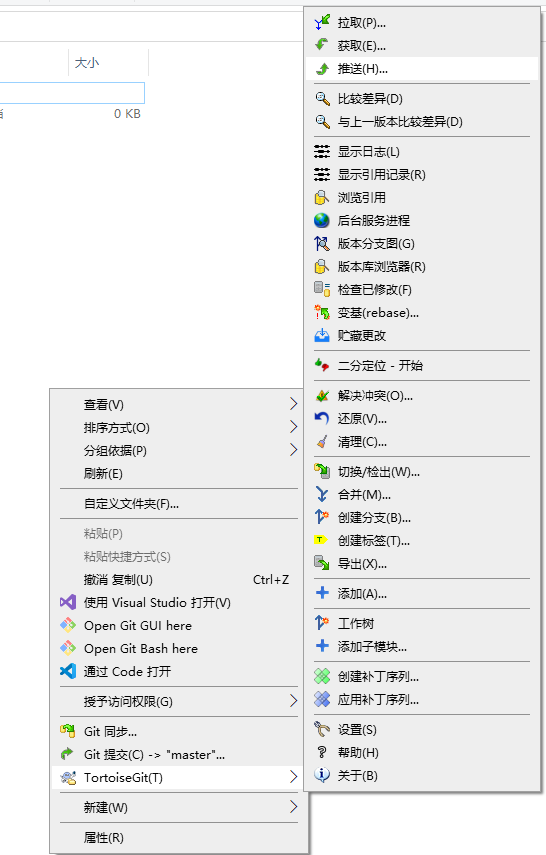 大小
0 KB
查看(V)
排序方式(O)
分组依据(P)
刷新(E)
自定义文件夹(F)...
粘贴(P)
粘贴快捷方式(S)
撤消 复制(U) Ctrl+Z
使用 Visual Studio 打开(V)
Open Git GUI here
Open Git Bash here
通过 Code 打开
授予访问权限(G)
Git 同步...
Git 提交(C) -> "master"...
TortoiseGit(T)
新建(W)
属性(R)
拉取(P)...
获取(E)...
推送(H)...
比较差异(D)
与上一版本比较差异(D)
显示日志(L)
显示引用记录(R)
浏览引用
后台服务进程
版本分支图(G)
版本库浏览器(R)
检查已修改(F)
变基(rebase)...
贮藏更改
二分定位 - 开始
解决冲突(O)...
还原(V)...
清理(C)...
切换/检出(W)...
合并(M)...
创建分支(B)...
创建标签(T)...
导出(X)...
添加(A)...
工作树
添加子模块...
创建补丁序列...
应用补丁序列...
设置(S)
帮助(H)
关于(B)